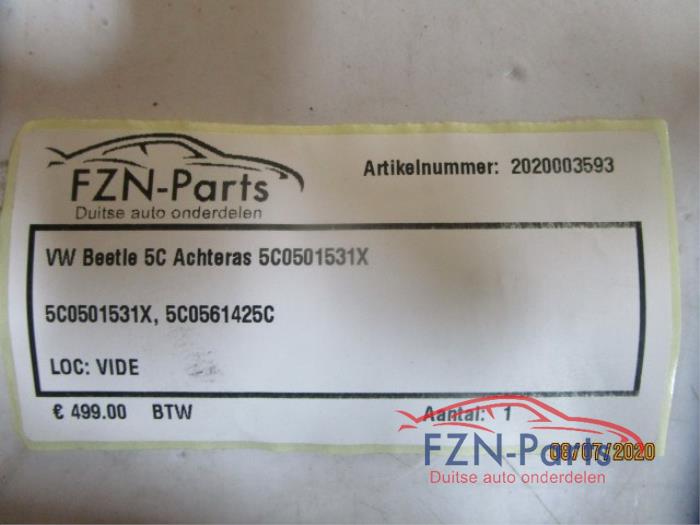 FZN-Parts
Duitse auto onderdelen
Artikelnummer: 2020003593
VW Beetle 5C Achteras 5C0501531X
5C0501531X, 5C0561425C
LOC: VIDE
€ 499.00 BTW
Aantal: 1
08/07/2020
FZN-Parts
Duitse auto onderdelen